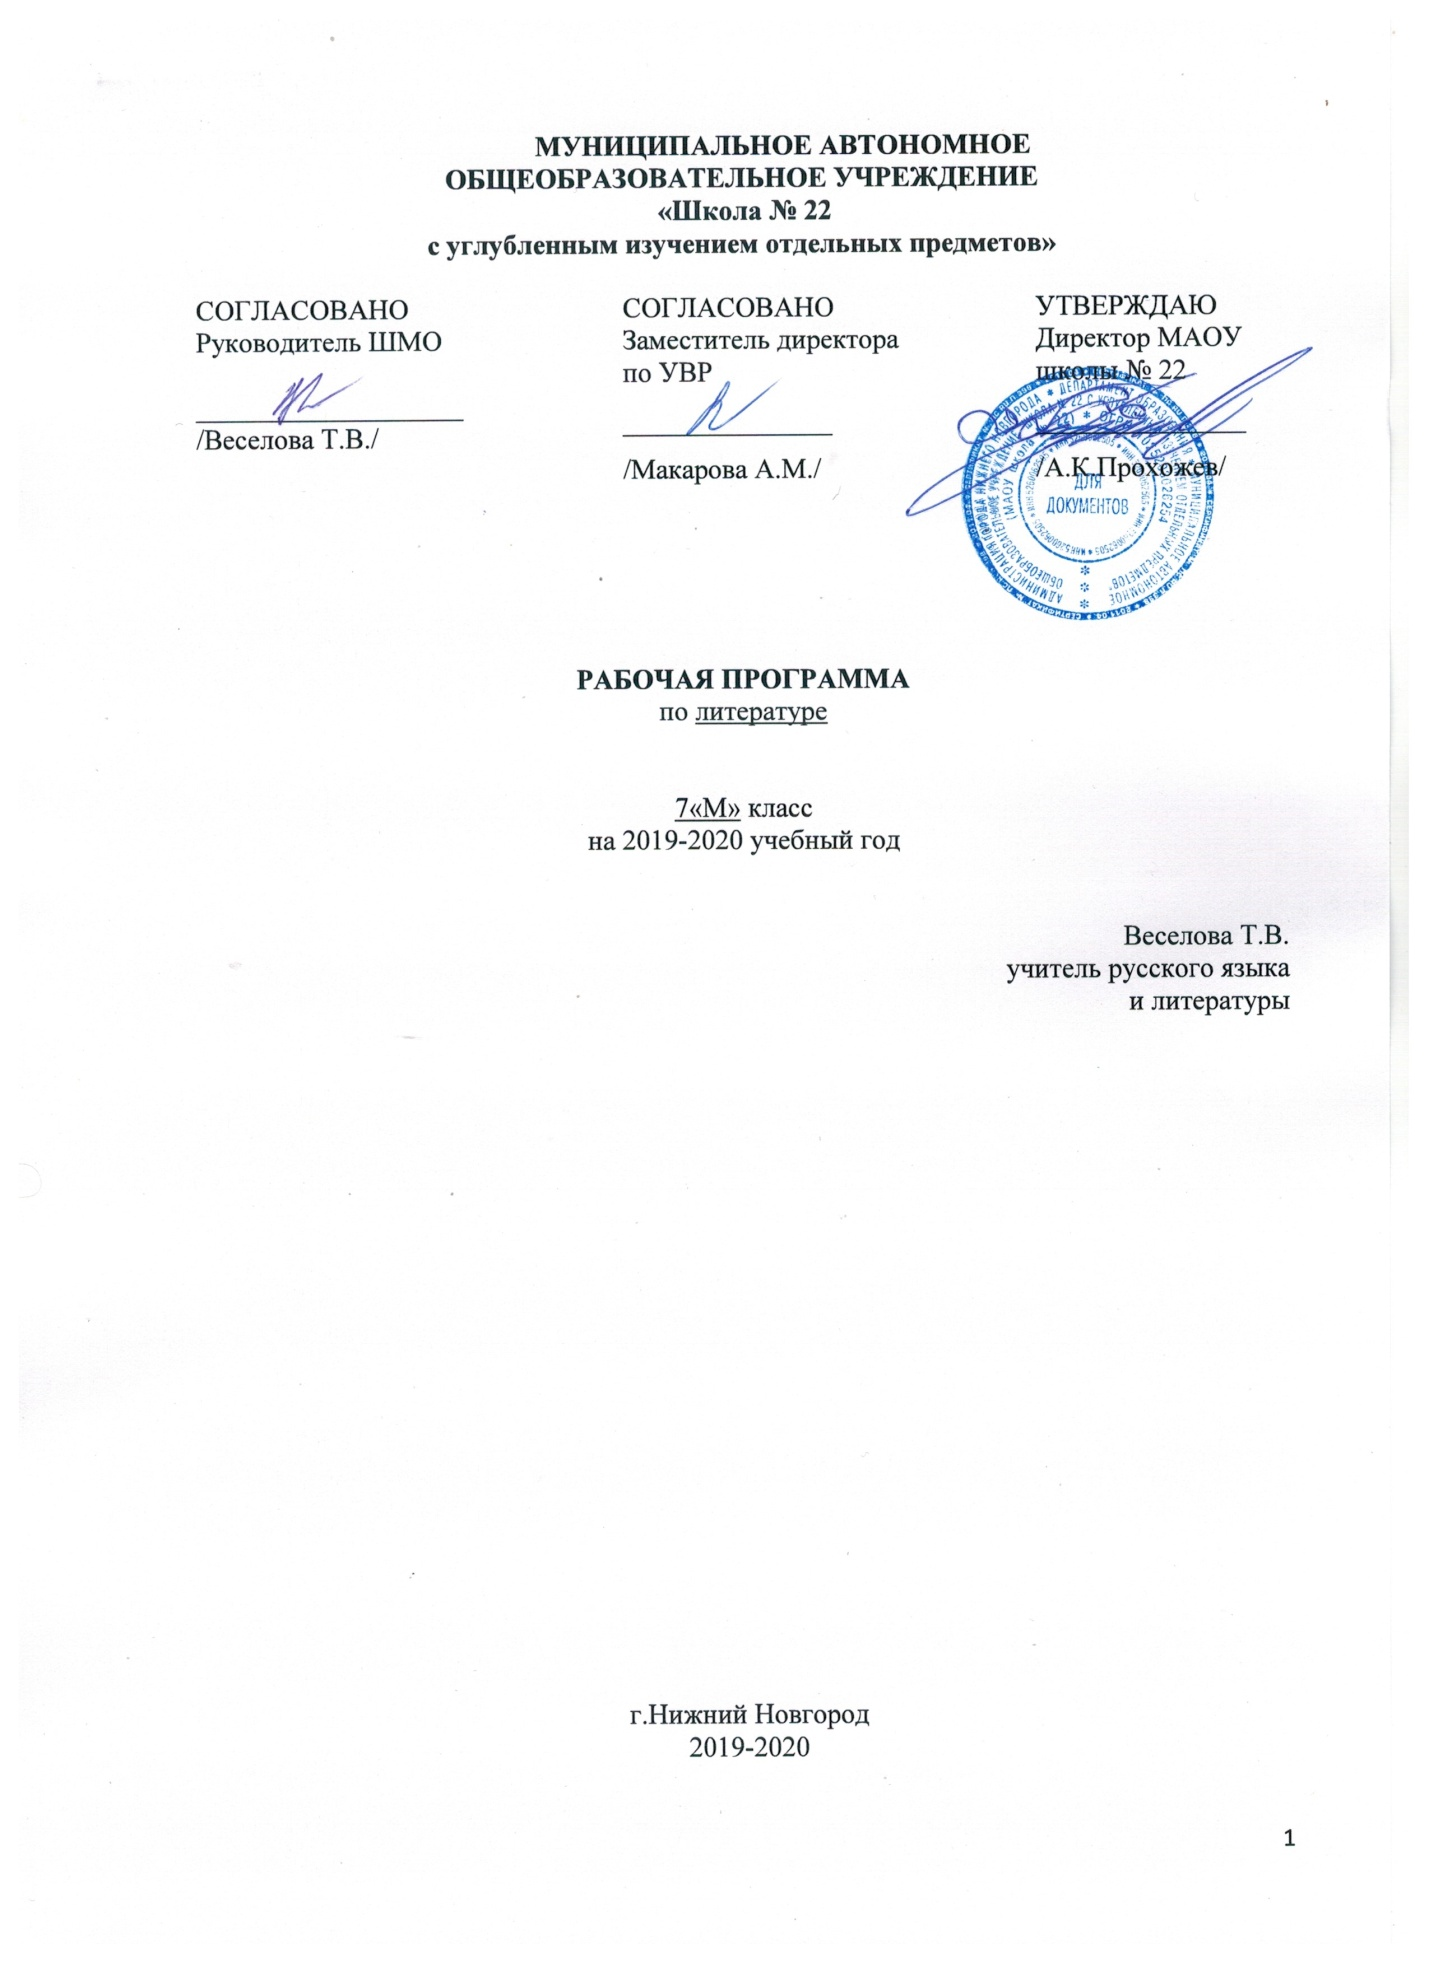 МУНИЦИПАЛЬНОЕ АВТОНОМНОЕ
ОБЩЕОБРАЗОВАТЕЛЬНОЕ УЧРЕЖДЕНИЕ
«Школа № 22
с углубленным изучением отдельных предметов»
СОГЛАСОВАНО
Руководитель ШМО
/Веселова Т.В./
СОГЛАСОВАНО
Заместитель директора
по УВР
/Макарова А.М./
УТВЕРЖДАЮ
Директор МАОУ
школы № 22
/А.К.Прохожев/
ДЛЯ
ДОКУМЕНТОВ
РАБОЧАЯ ПРОГРАММА
по литературе
7«М» класс
на 2019-2020 учебный год
Веселова Т.В.
учитель русского языка
и литературы
г.Нижний Новгород
2019-2020
1